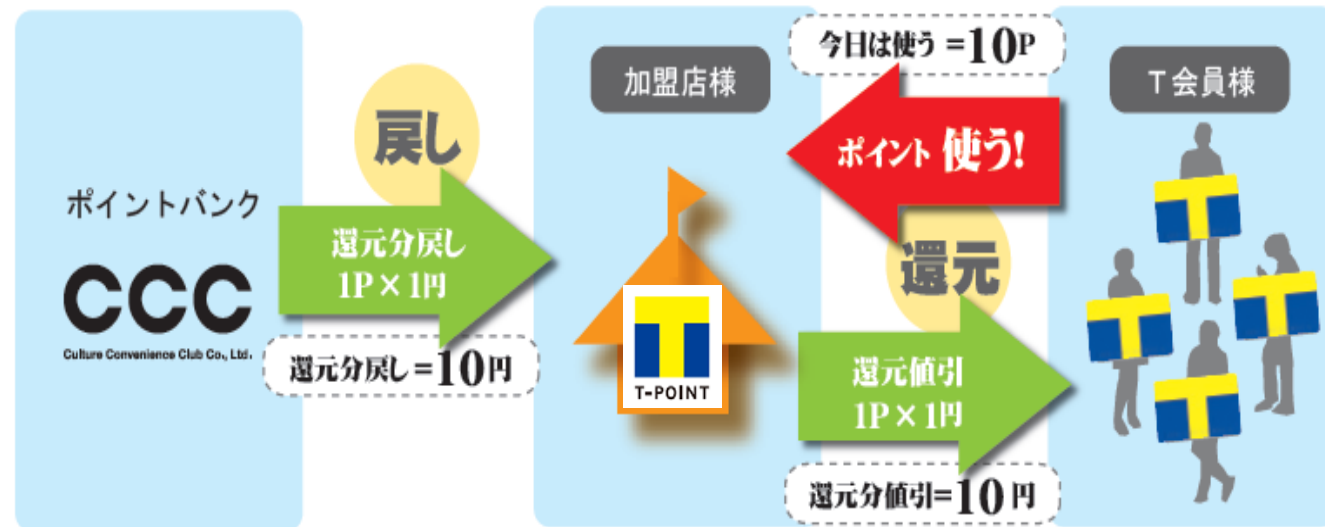 ポイントバンク
CCC
Culture Convenience Club Co., Ltd.
戻し
還元分戻し
1P×1円
還元分戻し=10円
加盟店様
T
T-POINT
今日は使う=10P
ポイント 使う!
還元
還元値引
1P×1円
還元分値引=10円
T会員様
T
T
T
T